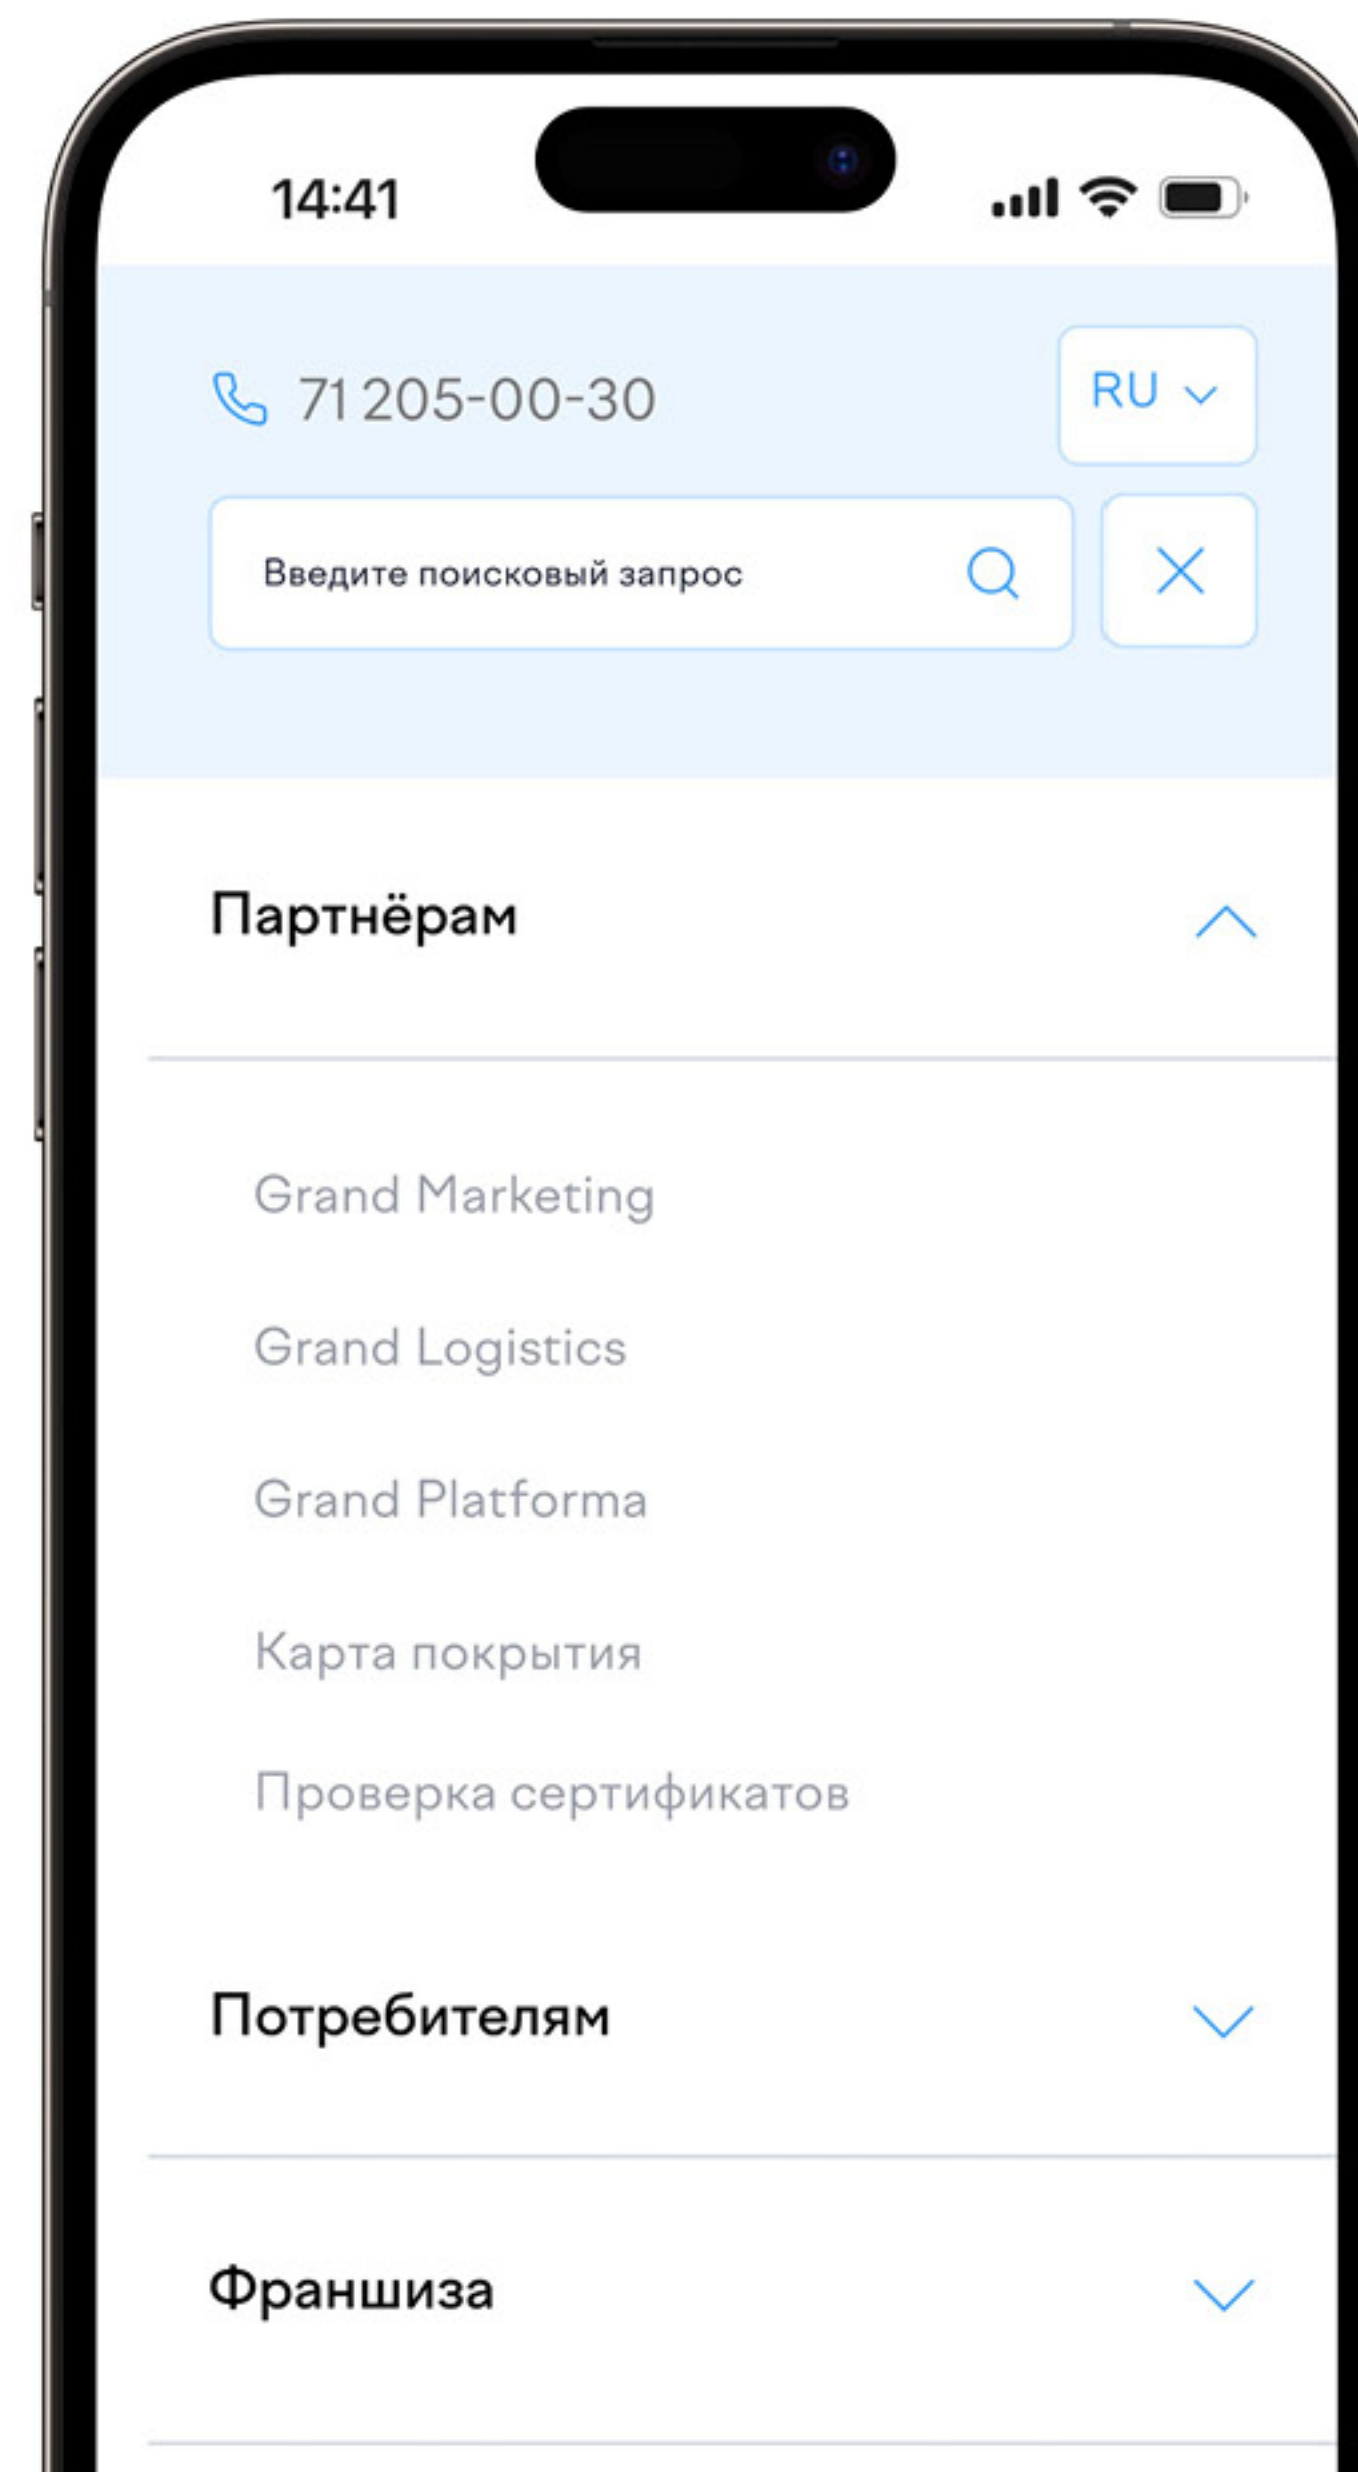 14:41
71 205-00-30
RU
Введите поисковый запрос
Партнёрам
Grand Marketing
Grand Logistics
Grand Platforma
Карта покрытия
Проверка сертификатов
Потребителям
Франшиза